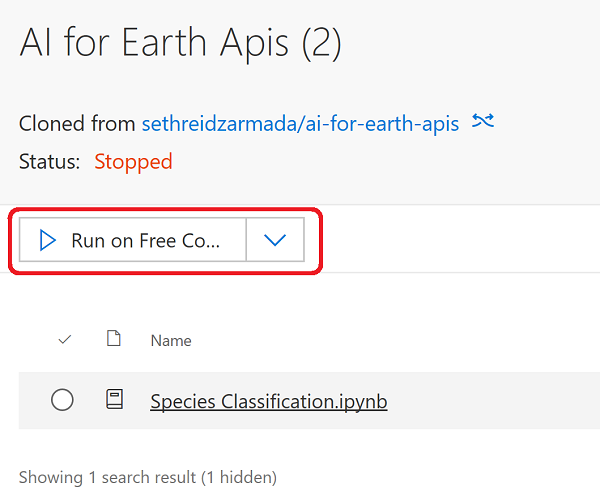 AI for Earth Apis (2)
Cloned from sethreidzarmada/ai-for-earth-apis
Status: Stopped
Run on Free Co...
Name
Species Classification.ipynb
Showing 1 search result (1 hidden)